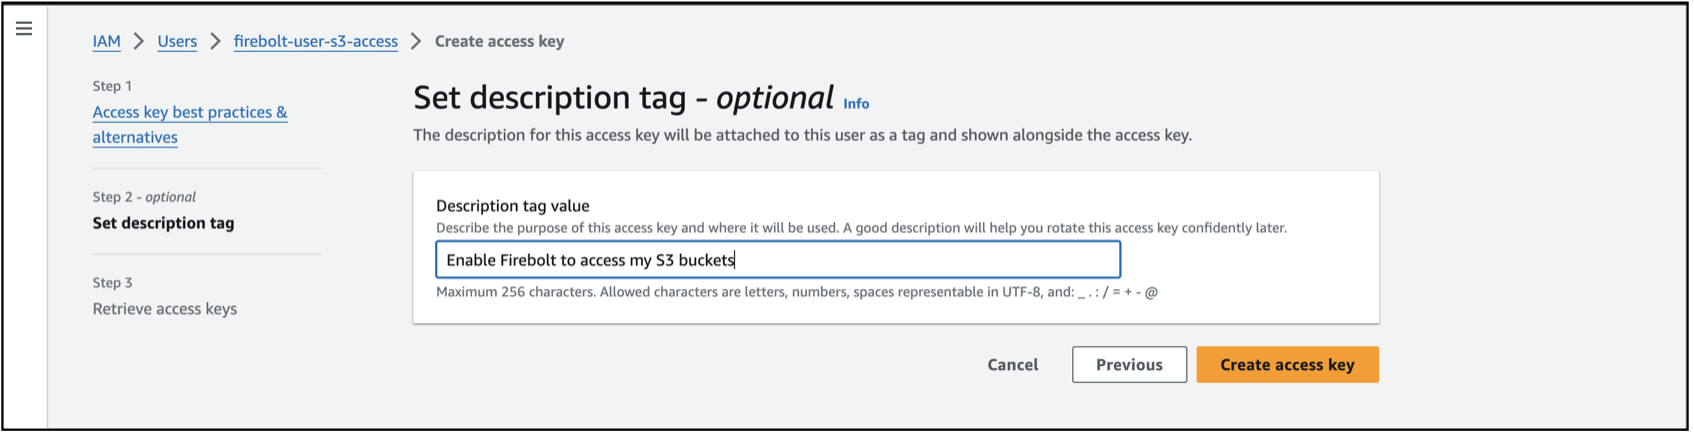 IAM > Users > firebolt-user-s3-access > Create access key
Step 1
Access key best practices &
alternatives
Step 2 - optional
Set description tag
Step 3
Retrieve access keys
Set description tag - optional Info
The description for this access key will be attached to this user as a tag and shown alongside the access key.
Description tag value
Describe the purpose of this access key and where it will be used. A good description will help you rotate this access key confidently later.
Enable Firebolt to access my S3 buckets
Maximum 256 characters. Allowed characters are letters, numbers, spaces representable in UTF-8, and: _ . : / = + - @
Cancel Previous Create access key